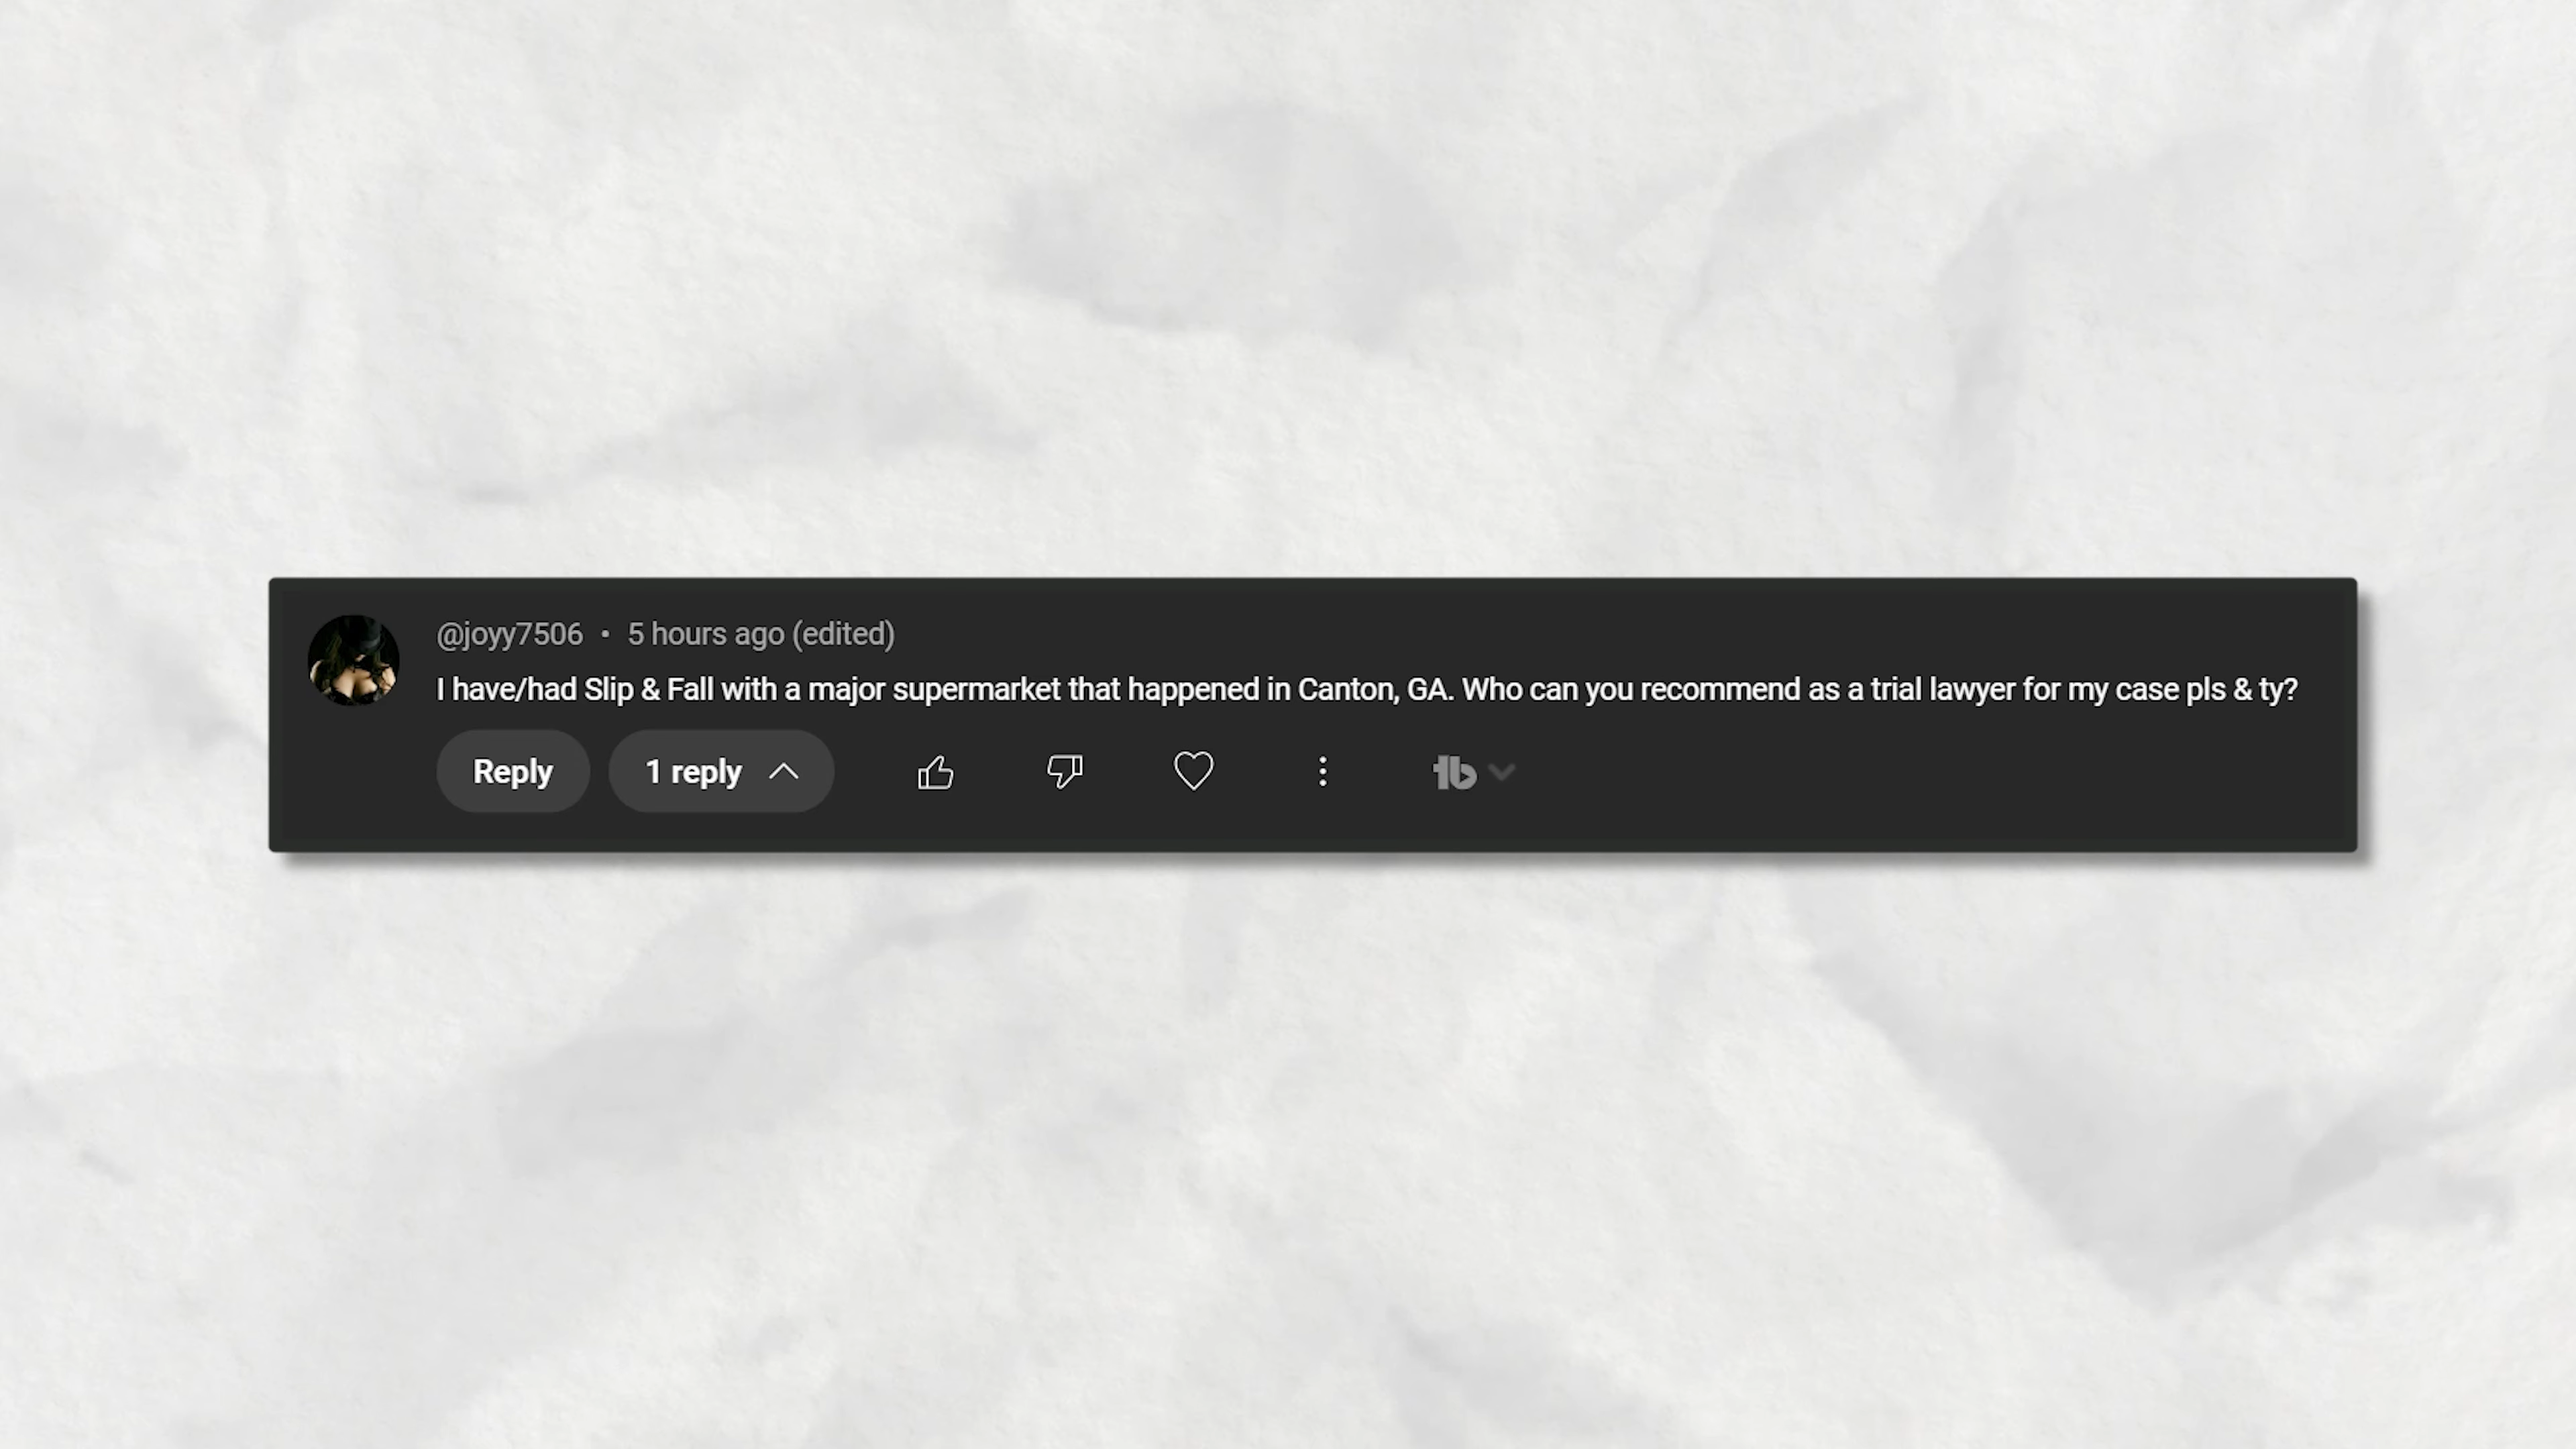 @joyy7506 • 5 hours ago (edited)
I have/had Slip & Fall with a major supermarket that happened in Canton, GA. Who can you recommend as a trial lawyer for my case pls & ty?
Reply 1 reply tb